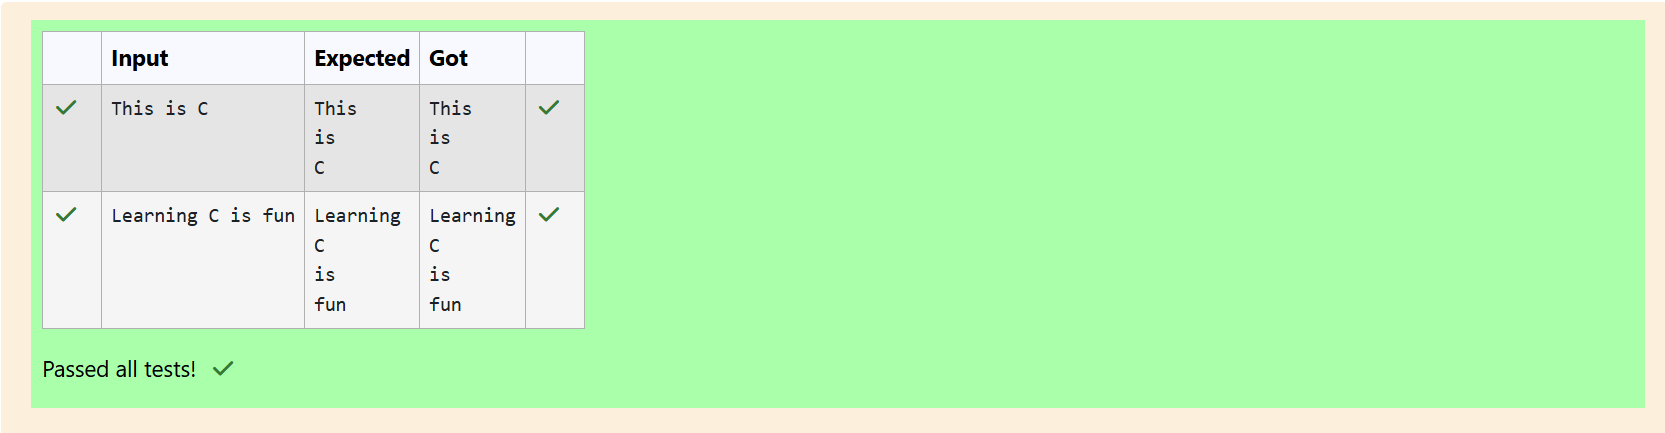 Input Expected Got
This is C This This
is is
C C
Learning C is fun Learning Learning
C C
is is
fun fun
Passed all tests!